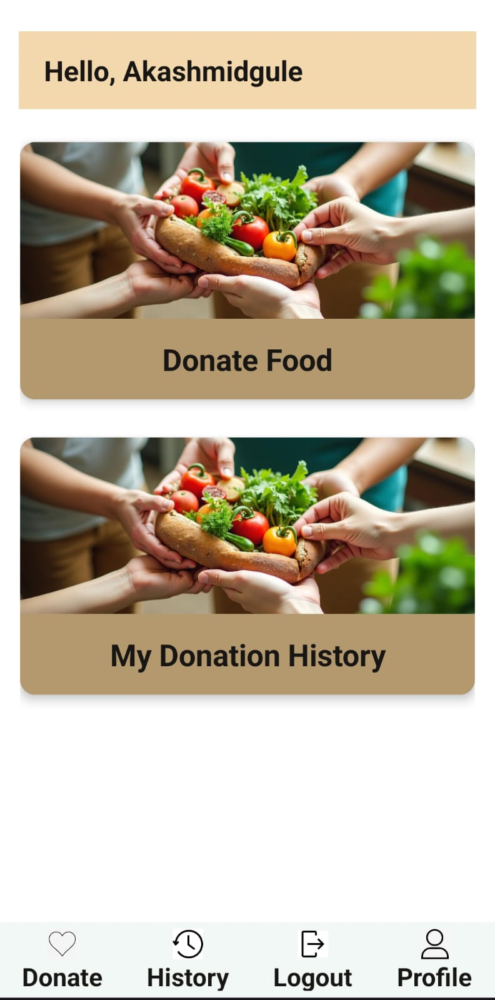 Hello, Akashmidgule
Donate Food
My Donation History
Donate History Logout Profile